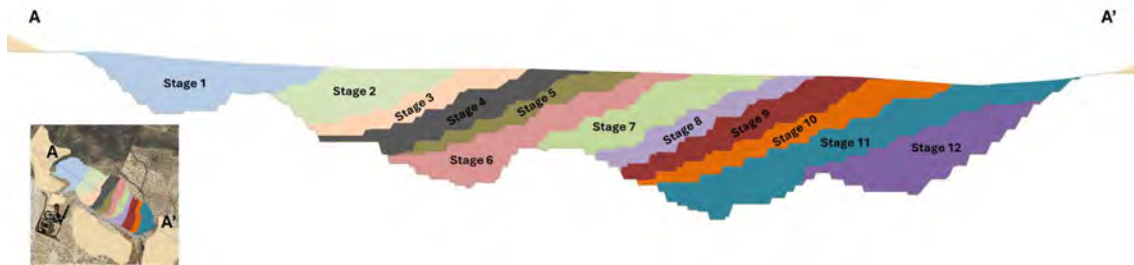 A
A'
Stage 1
Stage 2
Stage 3
Stage 4
Stage 5
Stage 6
Stage 7
Stage 8
Stage 9
Stage 10
Stage 11
Stage 12
A
A'